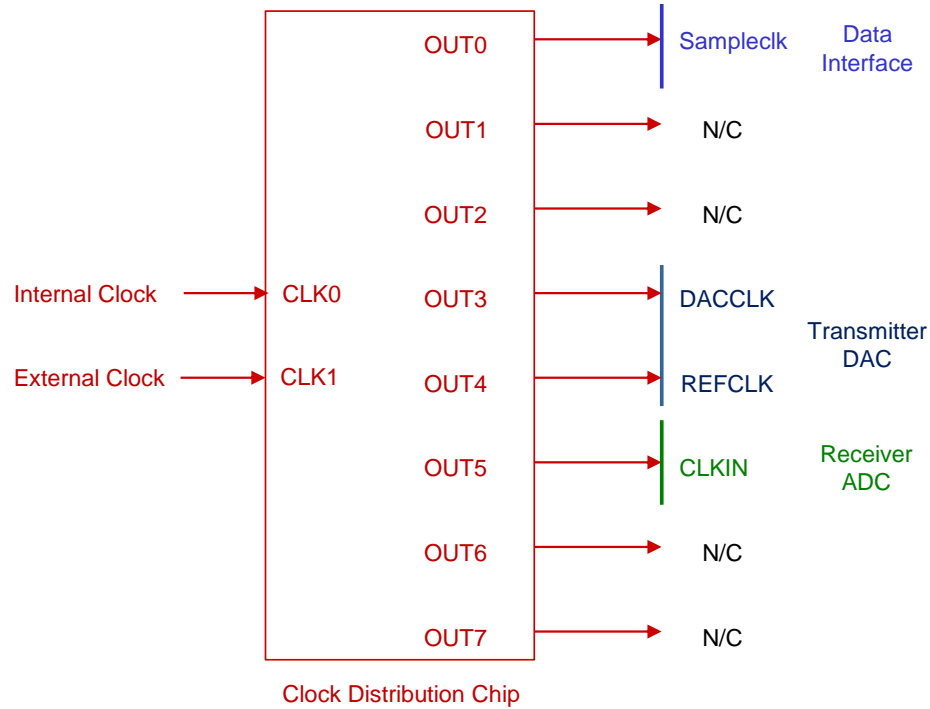 OUT0
Sampleclk
Data
Interface
OUT1
N/C
OUT2
N/C
Internal Clock
CLK0
OUT3
DACCLK
Transmitter
DAC
External Clock
CLK1
OUT4
REFCLK
OUT5
CLKIN
Receiver
ADC
OUT6
N/C
OUT7
N/C
Clock Distribution Chip